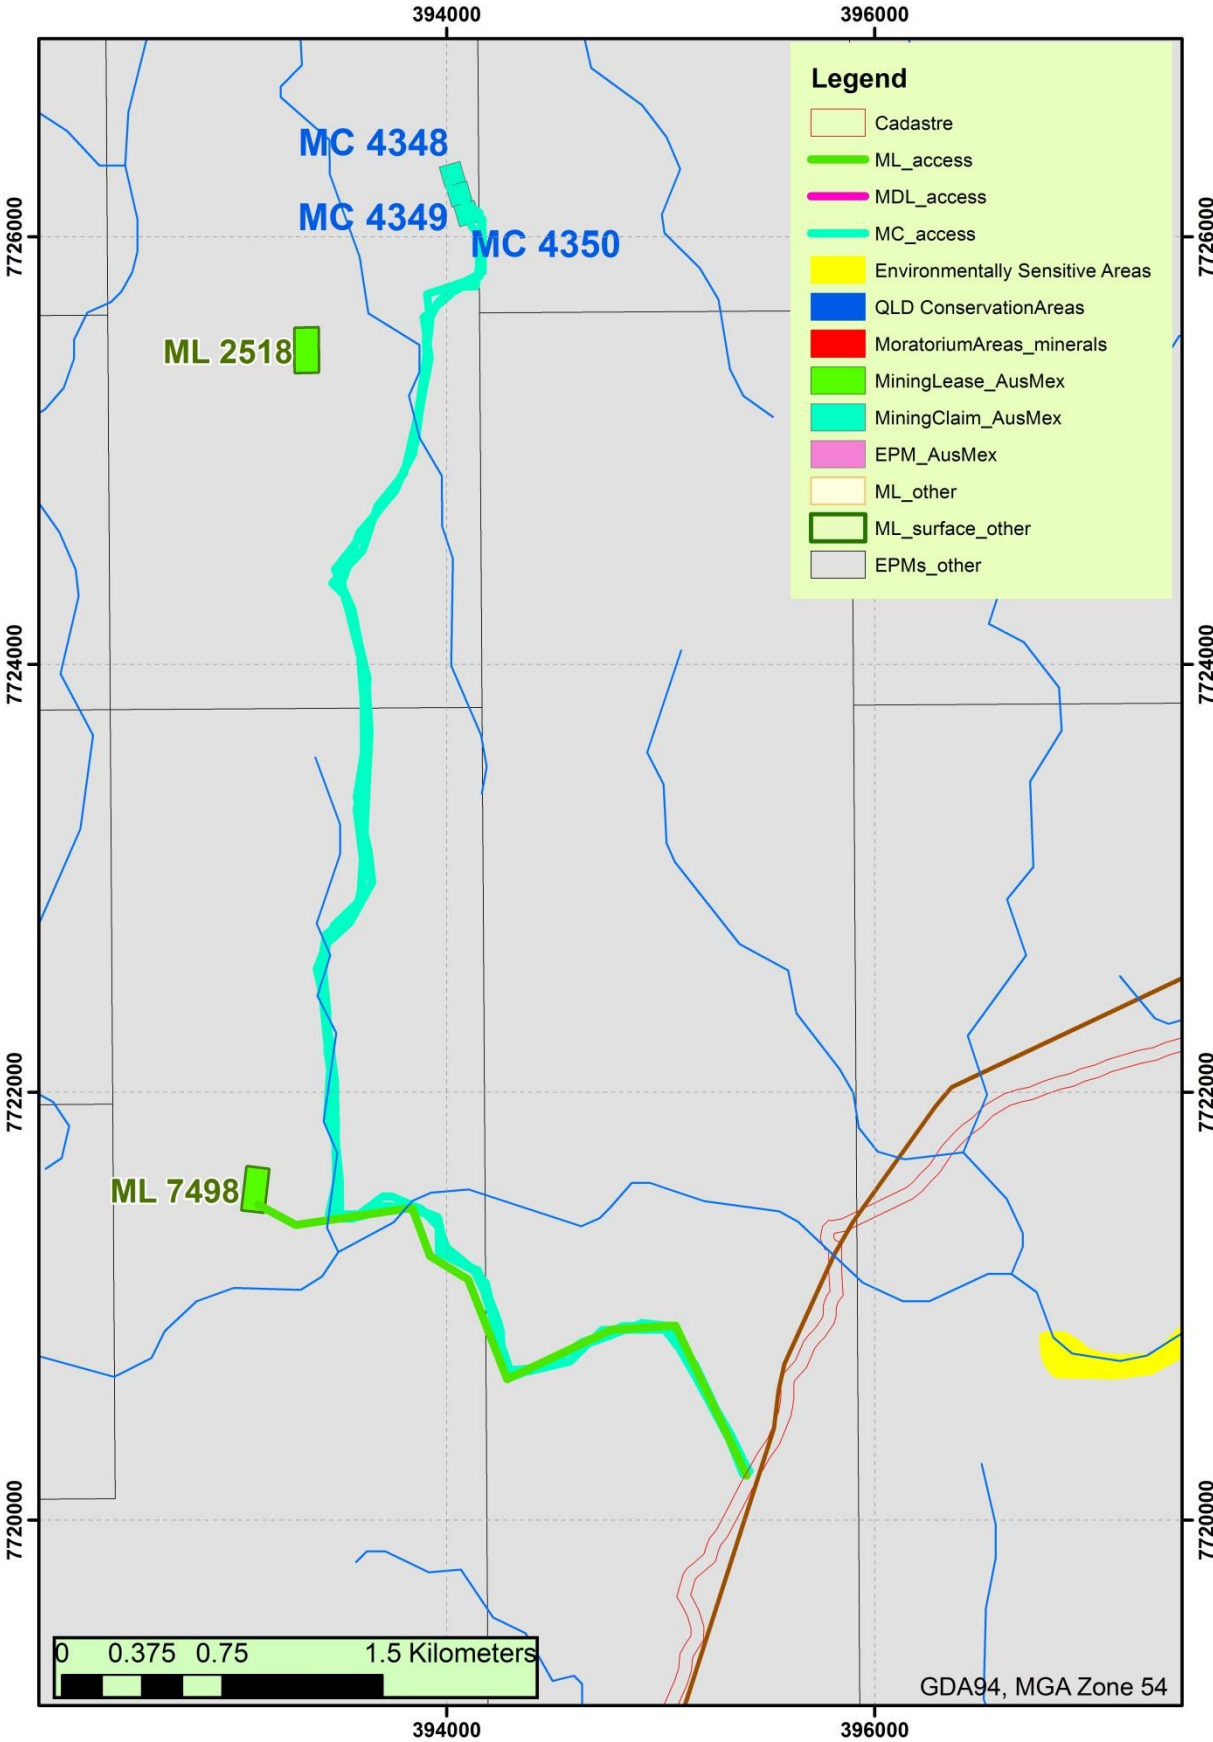 394000
396000
Legend
Cadastre
ML_access
MDL_access
MC_access
Environmentally Sensitive Areas
QLD ConservationAreas
MoratoriumAreas_minerals
MiningLease_AusMex
MiningClaim_AusMex
EPM_AusMex
ML_other
ML_surface_other
EPMs_other
MC 4348
MC 4349
MC 4350
7726000
7726000
ML 2518
7724000
7724000
7722000
7722000
ML 7498
7720000
7720000
0 0.375 0.75 1.5 Kilometers
GDA94, MGA Zone 54
394000
396000